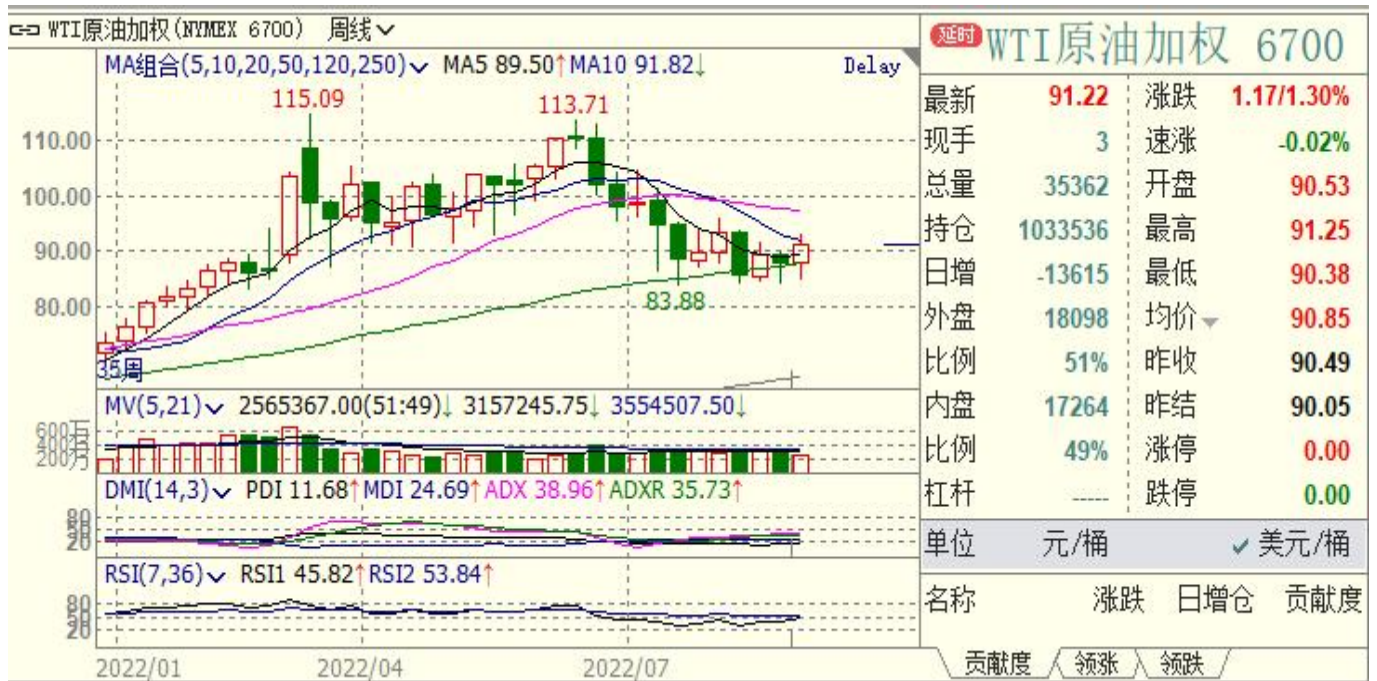 WTI原油加权(NYMEX 6700) 周线
MA组合(5,10,20,50,120,250) MA5 89.50↑ MA10 91.82↓ Delay
115.09
113.71
110.00
100.00
90.00
80.00
83.88
35周
MV(5,21) 2565367.00(51:49)↓ 3157245.75↓ 3554507.50↓
600万
400万
200万
DMI(14,3) PDI 11.68↑ MDI 24.69↑ ADX 38.96↑ ADXR 35.73↑
80
20
RSI(7,36) RSI1 45.82↑ RSI2 53.84↑
80
20
2022/01 2022/04 2022/07
延时 WTI原油加权 6700
最新 91.22 涨跌 1.17/1.30%
现手 3 速涨 -0.02%
总量 35362 开盘 90.53
持仓 1033536 最高 91.25
日增 -13615 最低 90.38
外盘 18098 均价 90.85
比例 51% 昨收 90.49
内盘 17264 昨结 90.05
比例 49% 涨停 0.00
杠杆 ----- 跌停 0.00
单位 元/桶 ✓美元/桶
名称 涨跌 日增仓 贡献度
贡献度 领涨 领跌